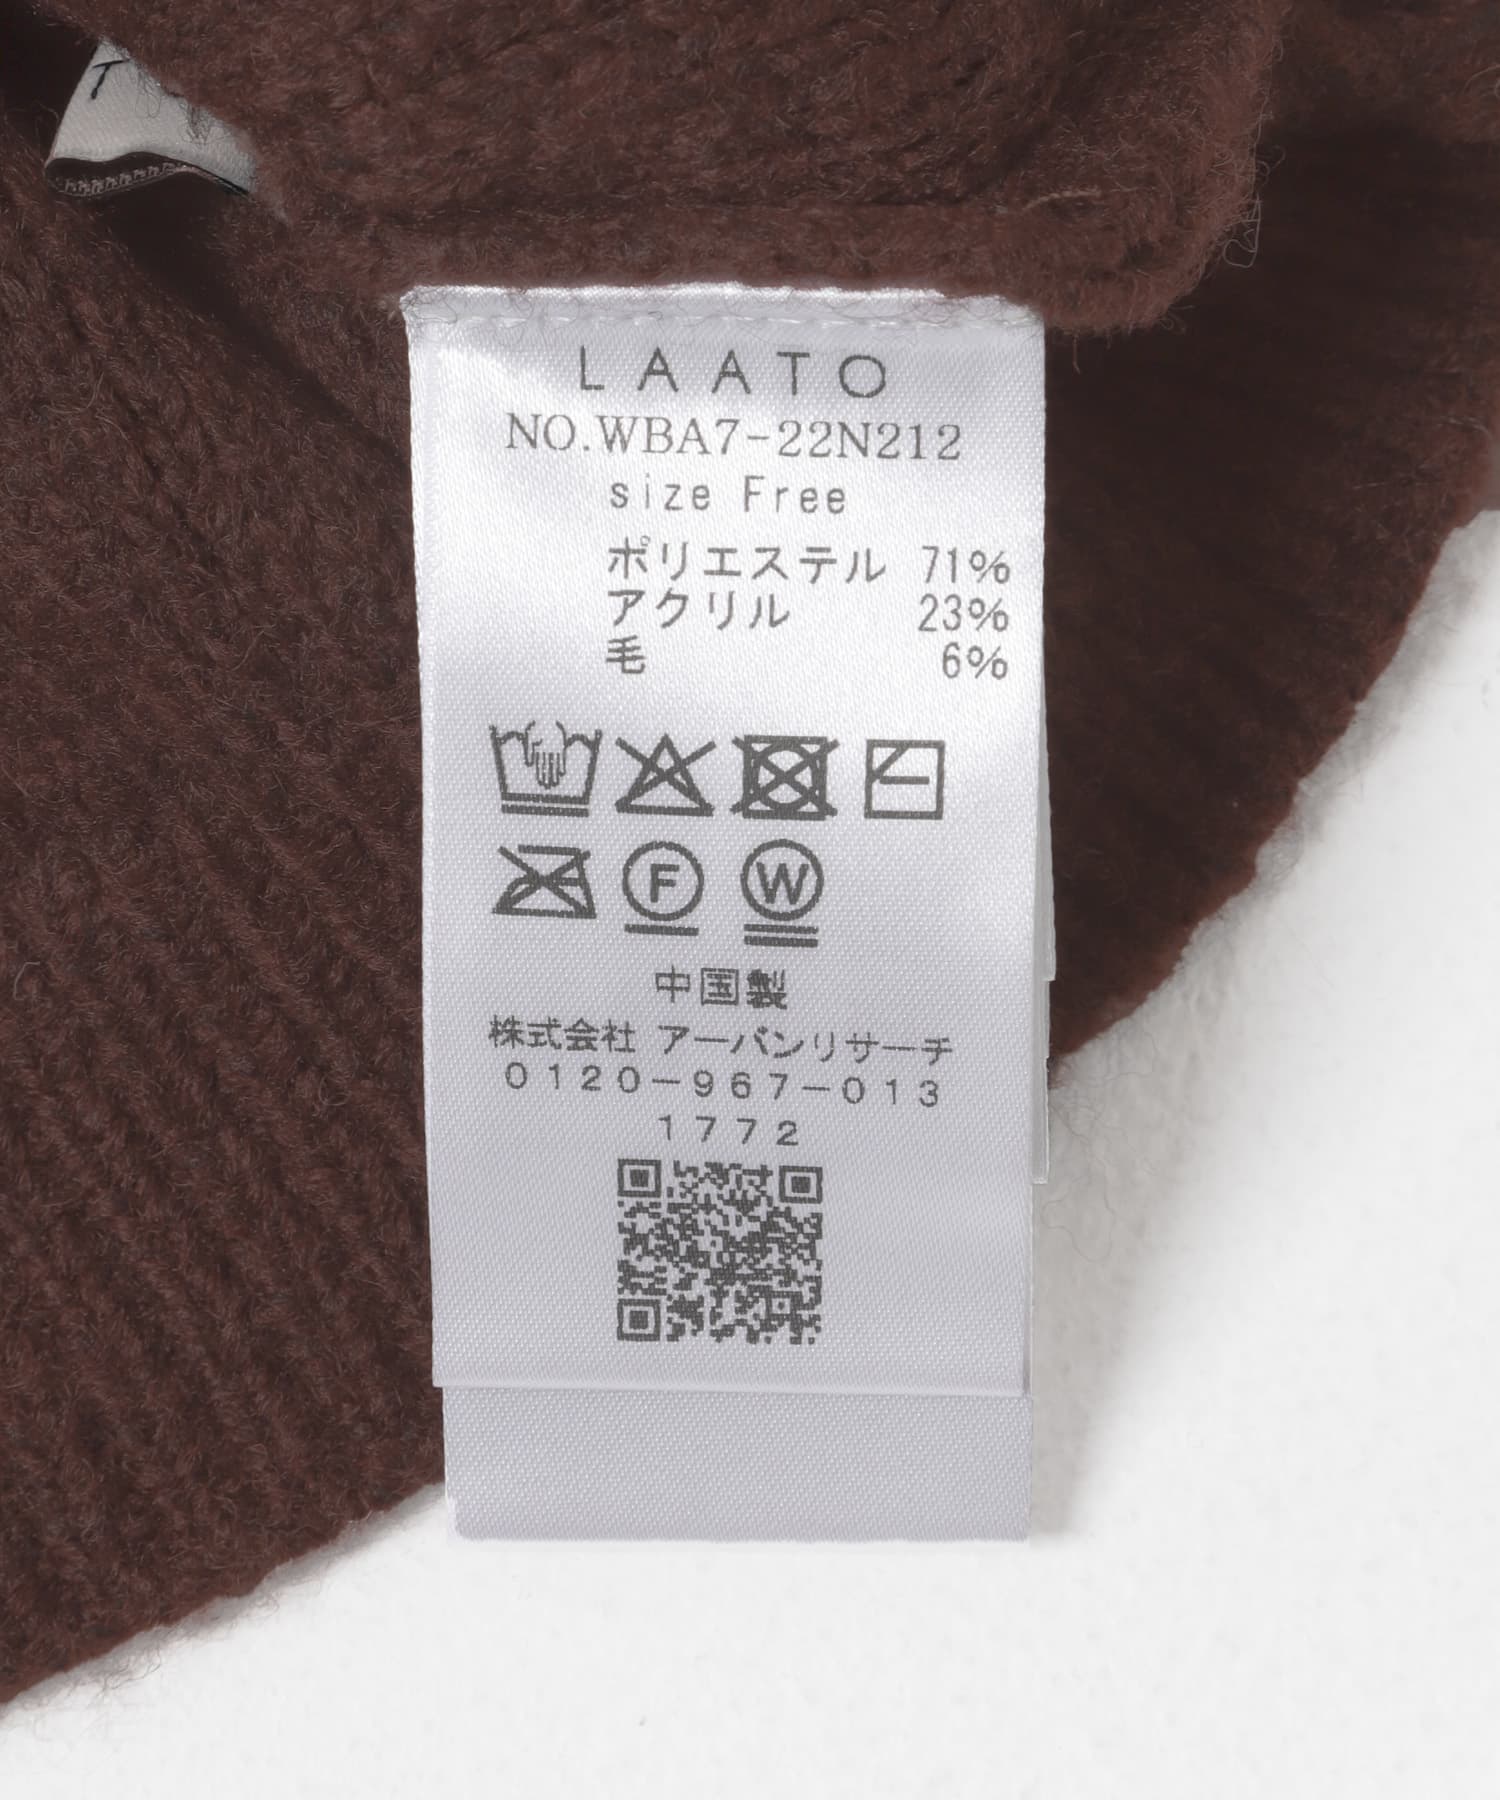 T
LAATO
NO.WBA7-22N212
size Free
ポリエステル 71%
アクリル 23%
毛 6%
F W
中国製
株式会社 アーバンリサーチ
0120-967-013
1772